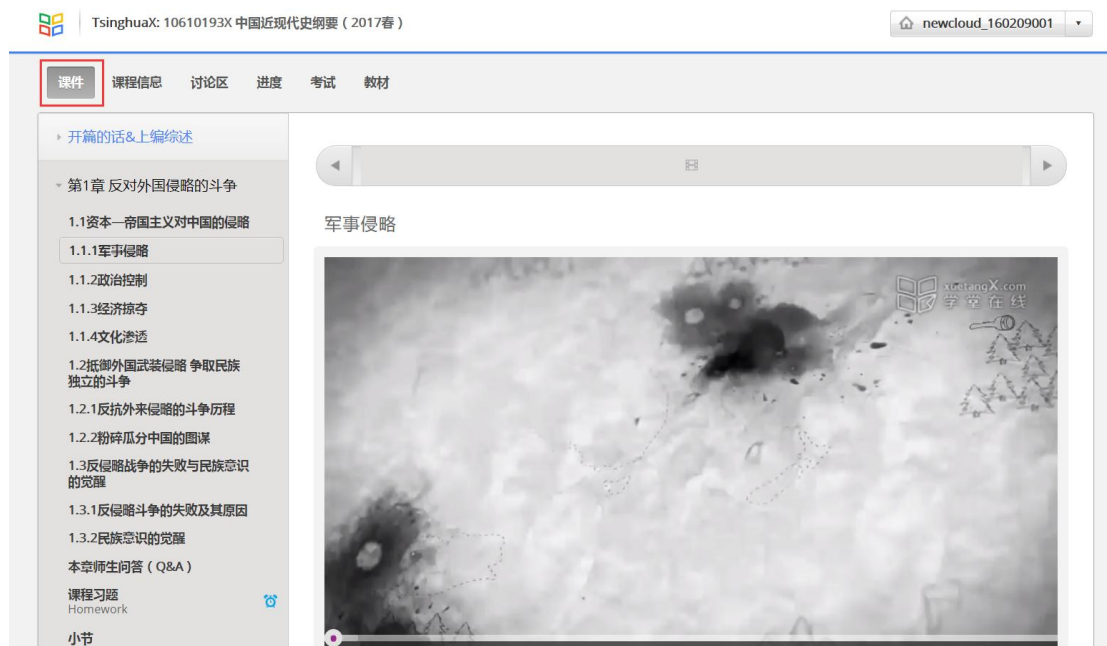 TsinghuaX: 10610193X 中国近现代史纲要（2017春）
newcloud_160209001
课件 课程信息 讨论区 进度 考试 教材
开篇的话&上编综述
第1章 反对外国侵略的斗争
1.1资本—帝国主义对中国的侵略
军事侵略
1.1.1军事侵略
1.1.2政治控制
xuetangX.com
学堂在线
1.1.3经济掠夺
1.1.4文化渗透
1.2抵御外国武装侵略 争取民族
独立的斗争
1.2.1反抗外来侵略的斗争历程
1.2.2粉碎瓜分中国的图谋
1.3反侵略战争的失败与民族意识
的觉醒
1.3.1反侵略斗争的失败及其原因
1.3.2民族意识的觉醒
本章师生问答（Q&A）
课程习题
Homework
小节